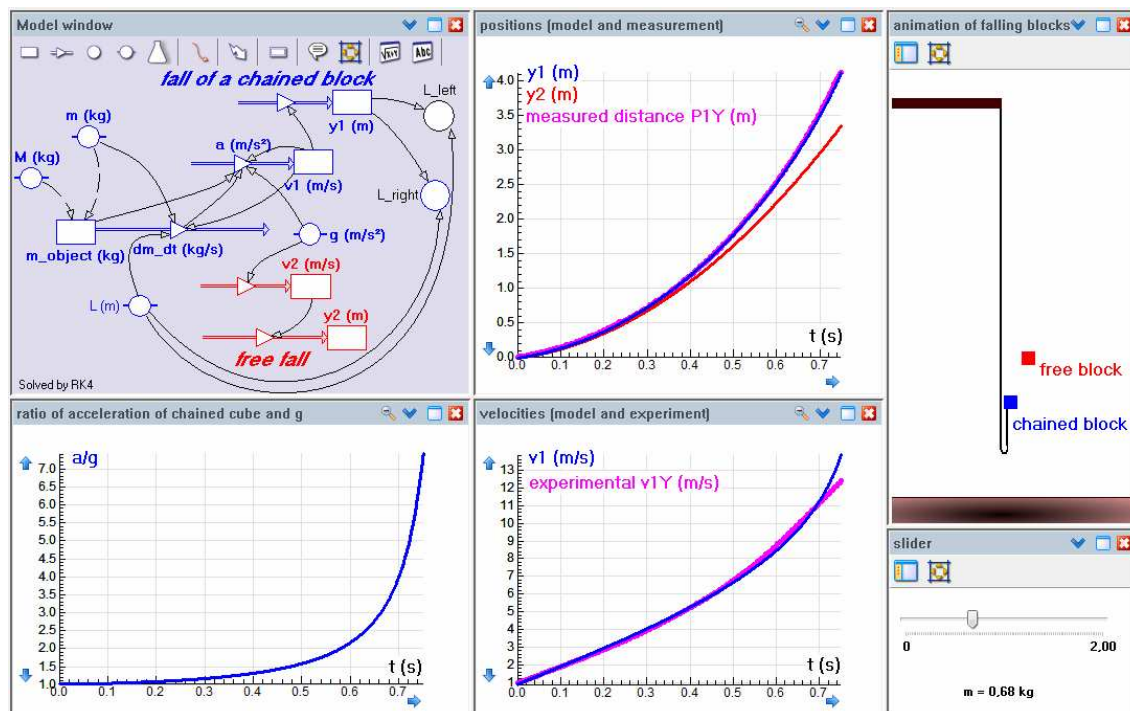 Model window
√x+y
Abc
fall of a chained block
L_left
m (kg)
y1 (m)
a (m/s²)
M (kg)
v1 (m/s)
L_right
m_object (kg)
dm_dt (kg/s)
g (m/s²)
v2 (m/s)
L (m)
y2 (m)
free fall
Solved by RK4
positions (model and measurement)
y1 (m)
y2 (m)
measured distance P1Y (m)
4.0
3.5
3.0
2.5
2.0
1.5
1.0
0.5
0.0
t (s)
0.0 0.1 0.2 0.3 0.4 0.5 0.6 0.7
animation of falling blocks
free block
chained block
ratio of acceleration of chained cube and g
a/g
7.0
6.5
6.0
5.5
5.0
4.5
4.0
3.5
3.0
2.5
2.0
1.5
1.0
t (s)
0.0 0.1 0.2 0.3 0.4 0.5 0.6 0.7
velocities (model and experiment)
v1 (m/s)
experimental v1Y (m/s)
13
12
11
10
9
8
7
6
5
4
3
2
1
t (s)
0.0 0.1 0.2 0.3 0.4 0.5 0.6 0.7
slider
0 2,00
m = 0,68 kg